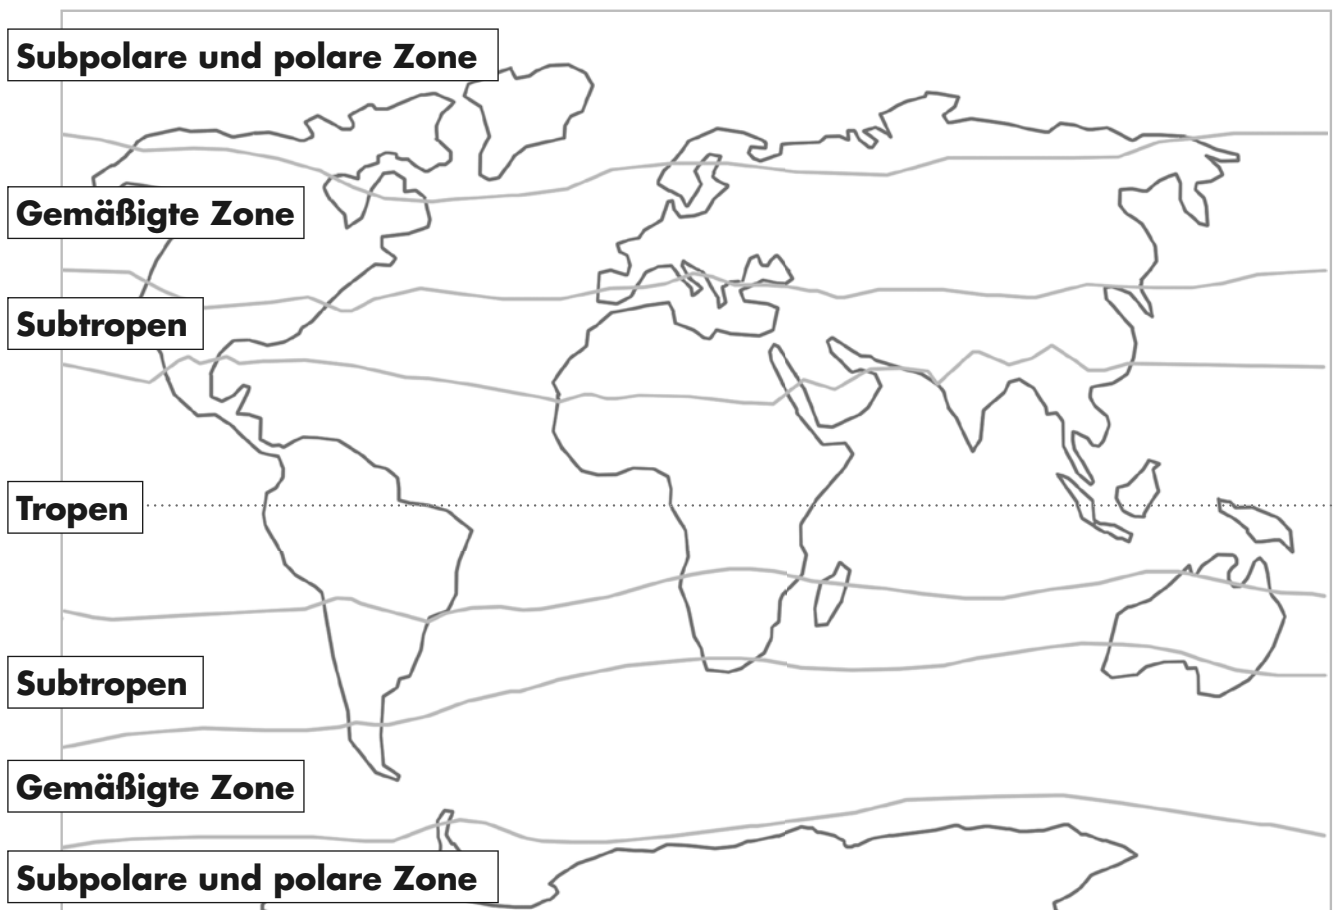 Subpolare und polare Zone
Gemäßigte Zone
Subtropen
Tropen
Subtropen
Gemäßigte Zone
Subpolare und polare Zone